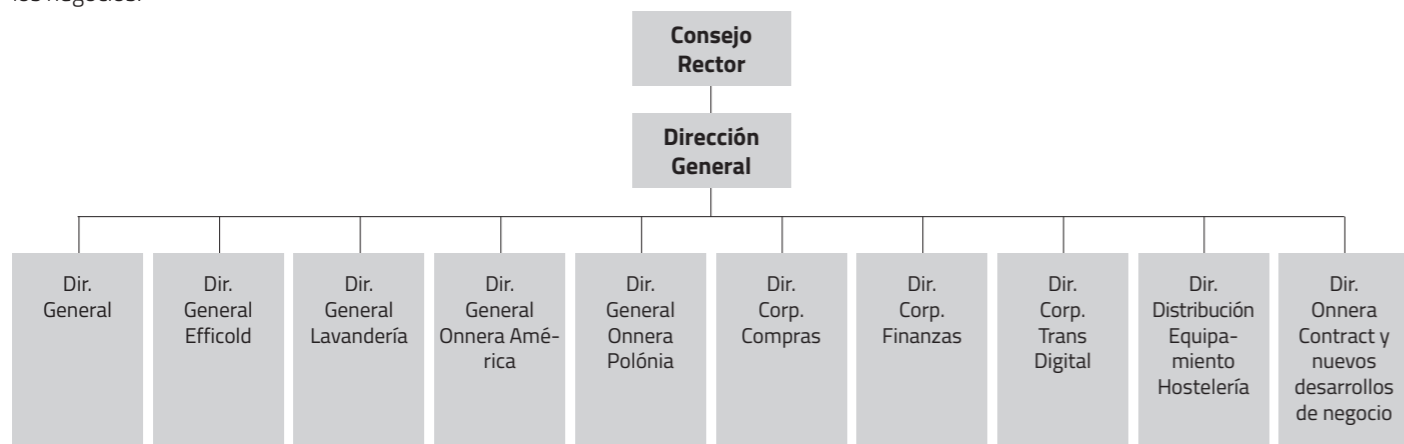 Consejo
Rector
Dirección
General
Dir.
General
Dir.
General
Efficold
Dir.
General
Lavandería
Dir.
General
Onnera Amé-
rica
Dir.
General
Onnera
Polónia
Dir.
Corp.
Compras
Dir.
Corp.
Finanzas
Dir.
Corp.
Trans
Digital
Dir.
Distribución
Equipa-
miento
Hostelería
Dir.
Onnera
Contract y
nuevos
desarrollos
de negocio